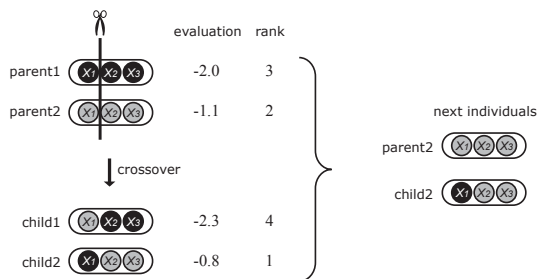 evaluation rank
parent1 X1 X2 X3 -2.0 3
parent2 X1 X2 X3 -1.1 2
crossover
child1 X1 X2 X3 -2.3 4
child2 X1 X2 X3 -0.8 1
next individuals
parent2 X1 X2 X3
child2 X1 X2 X3